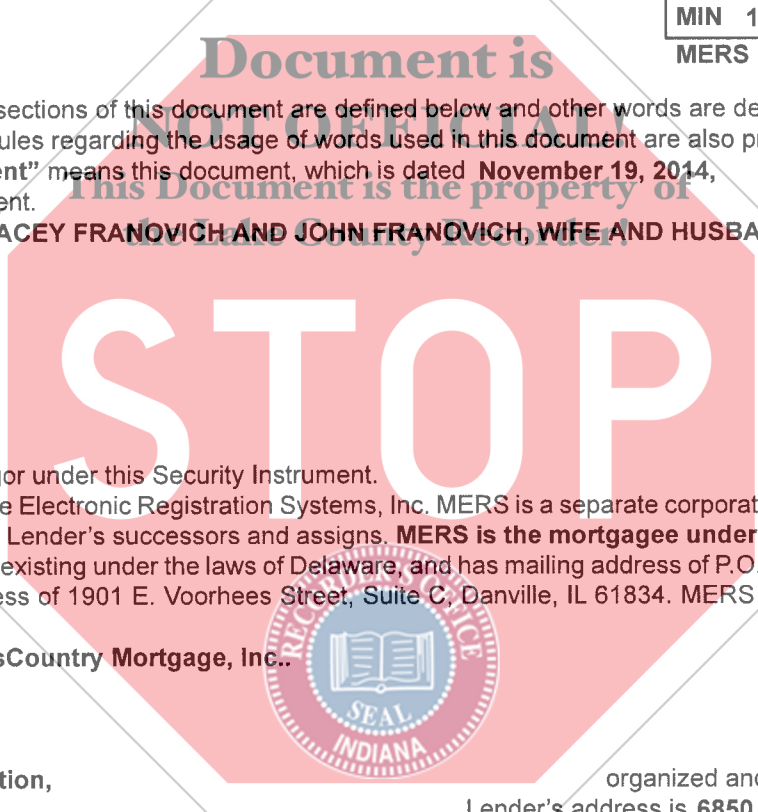 MIN 1
Document is
MERS
sections of this document are defined below and other words are de
NOT OFFICIAL
ules regarding the usage of words used in this document are also p
ent" means this document, which is dated November 19, 2014,
This Document is the property of
ent.
the Lake County Recorder!
ACEY FRANOVICH AND JOHN FRANOVICH, WIFE AND HUSBA
STOP
gor under this Security Instrument.
e Electronic Registration Systems, Inc. MERS is a separate corporat
Lender's successors and assigns. MERS is the mortgagee under
existing under the laws of Delaware, and has mailing address of P.O.
ess of 1901 E. Voorhees Street, Suite C, Danville, IL 61834. MERS
RECORDER'S OFFICE
sCountry Mortgage, Inc..
SEAL
INDIANA
tion,
organized and
Lender's address is 6850